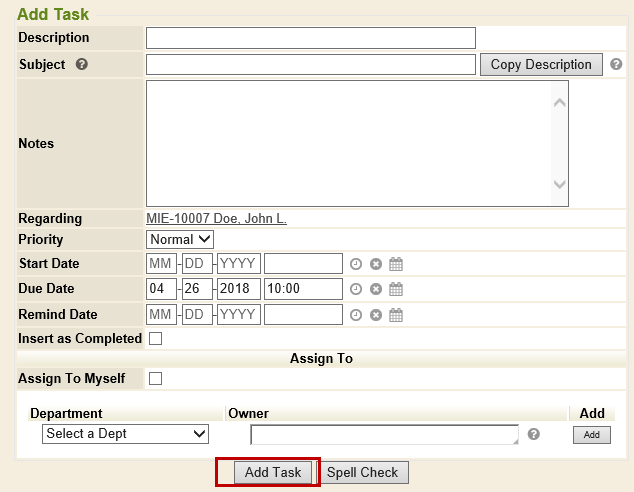 Add Task
Description
Subject ? Copy Description ?
Notes
Regarding MIE-10007 Doe, John L.
Priority Normal
Start Date MM - DD - YYYY
Due Date 04 - 26 - 2018 10:00
Remind Date MM - DD - YYYY
Insert as Completed
Assign To
Assign To Myself
Department Owner Add
Select a Dept ? Add
Add Task Spell Check